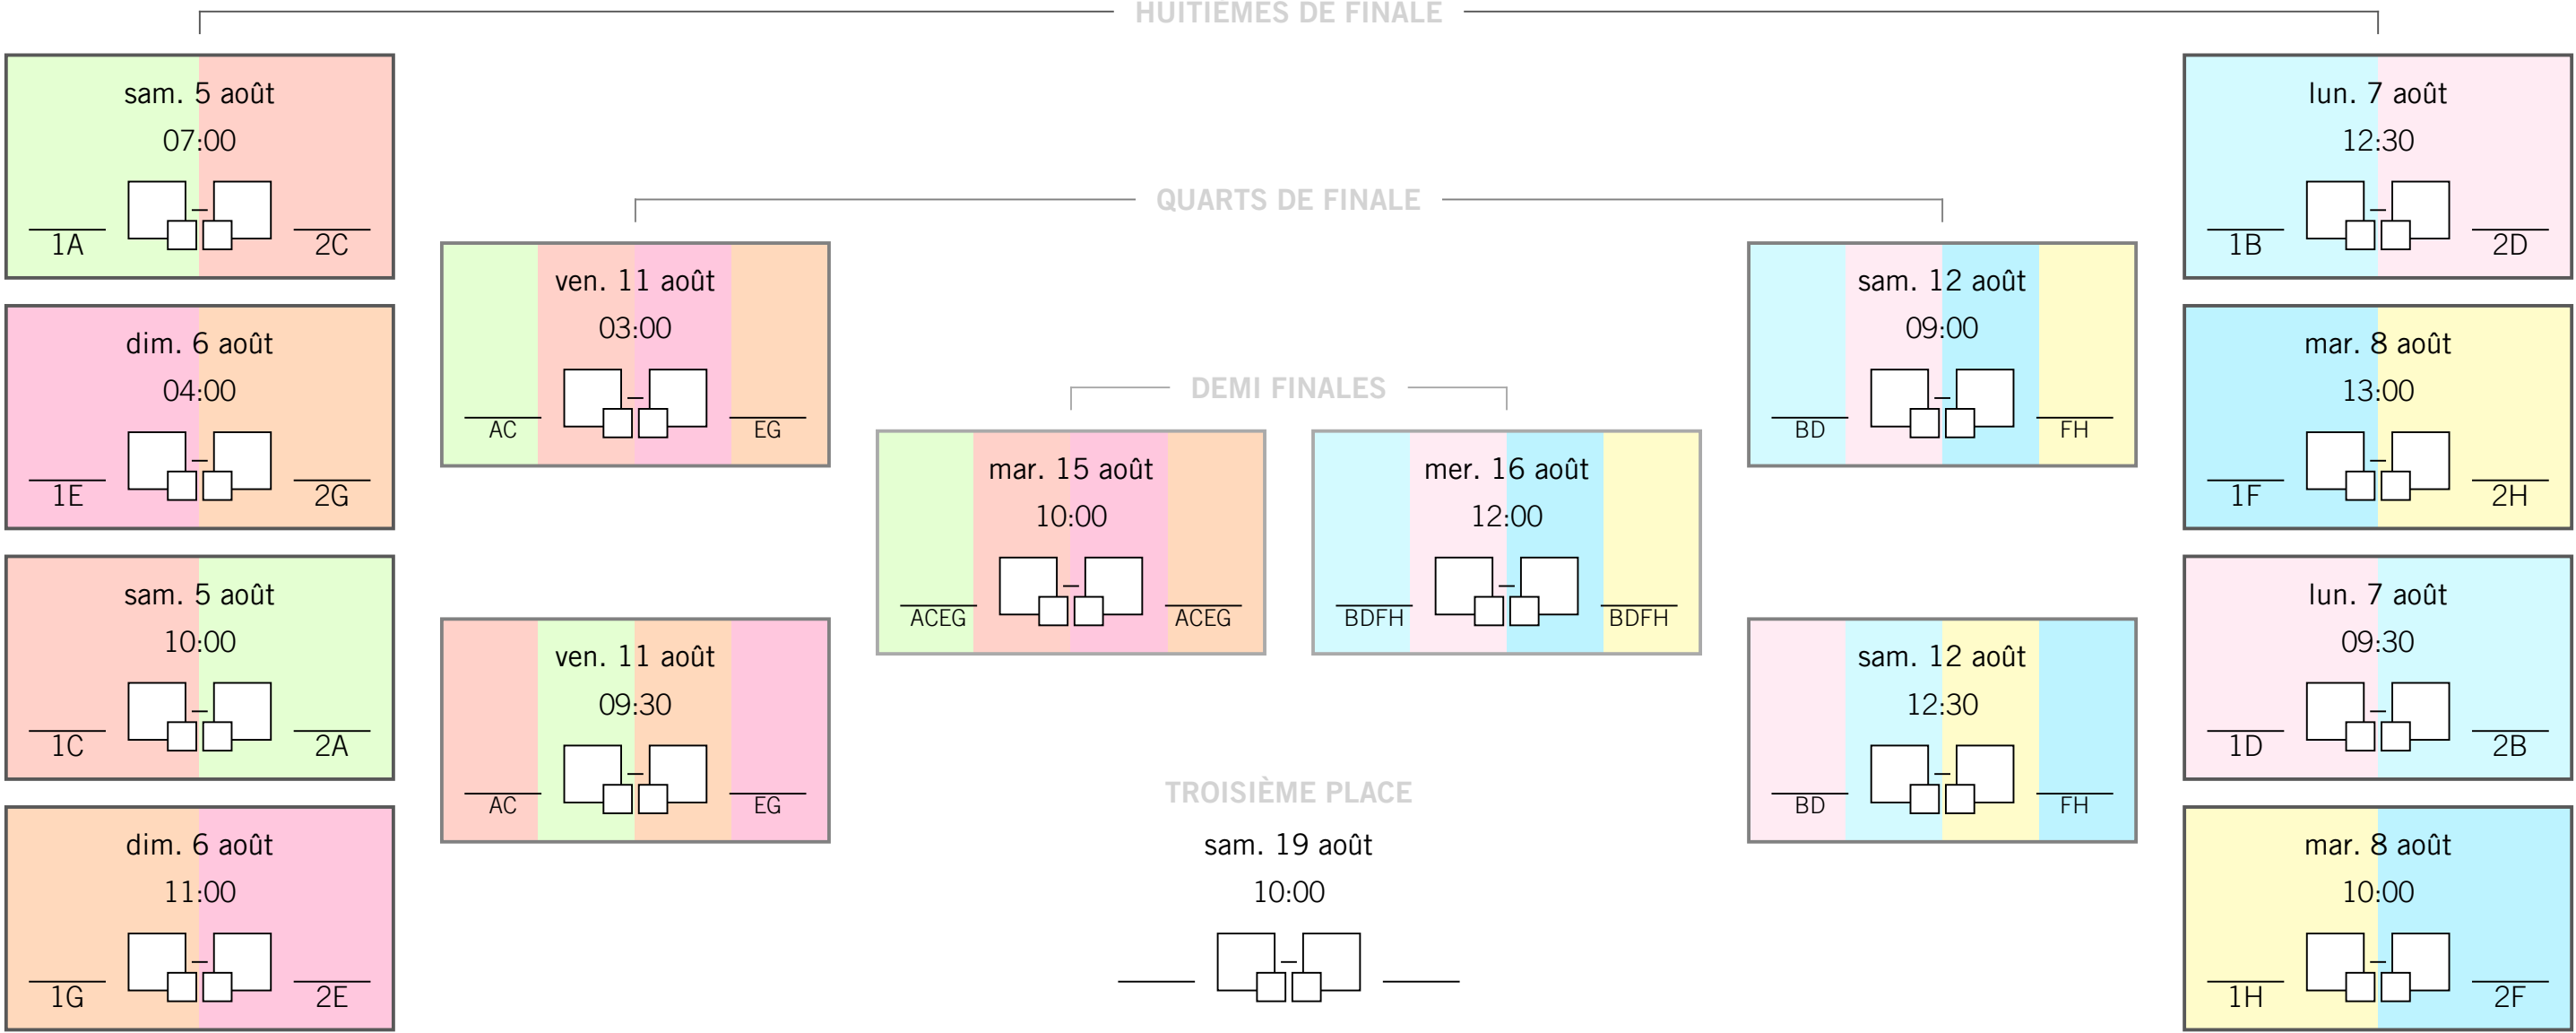 HUITIÈMES DE FINALE
sam. 5 août
07:00
1A – 2C
dim. 6 août
04:00
1E – 2G
sam. 5 août
10:00
1C – 2A
dim. 6 août
11:00
1G – 2E
QUARTS DE FINALE
ven. 11 août
03:00
AC – EG
ven. 11 août
09:30
AC – EG
DEMI FINALES
mar. 15 août
10:00
ACEG – ACEG
mer. 16 août
12:00
BDFH – BDFH
TROISIÈME PLACE
sam. 19 août
10:00
–
sam. 12 août
09:00
BD – FH
sam. 12 août
12:30
BD – FH
lun. 7 août
12:30
1B – 2D
mar. 8 août
13:00
1F – 2H
lun. 7 août
09:30
1D – 2B
mar. 8 août
10:00
1H – 2F